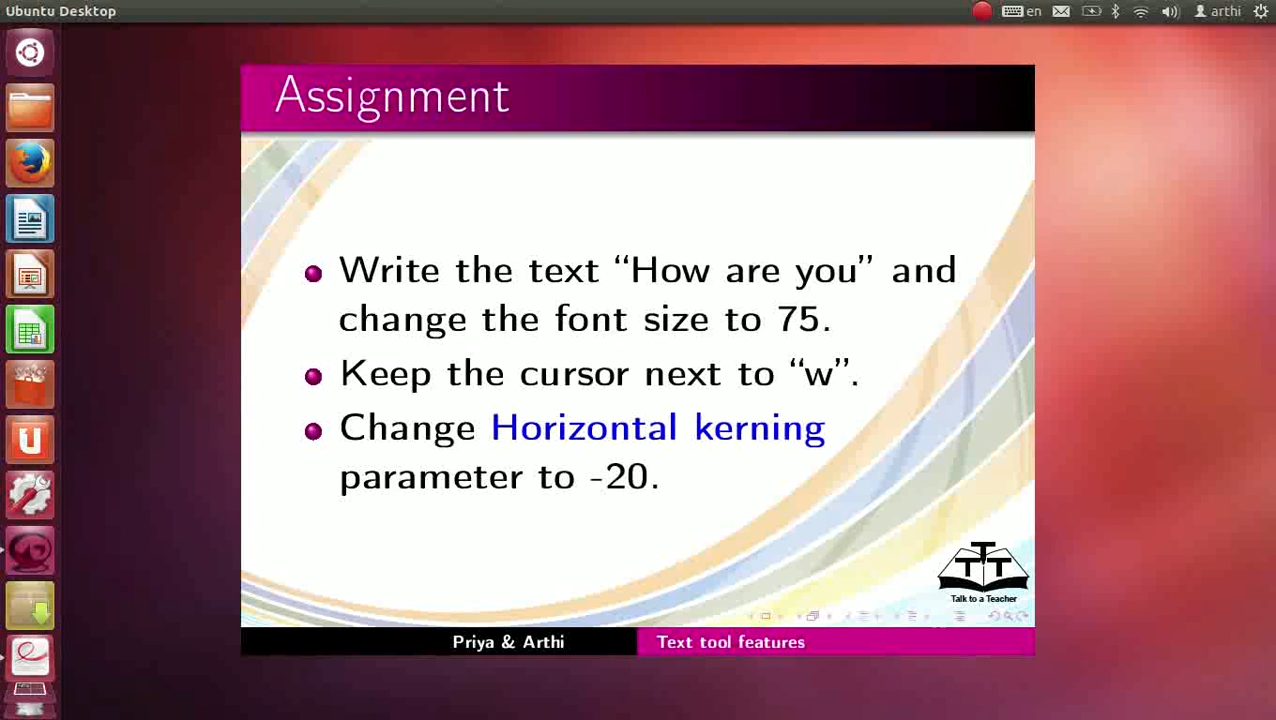 Ubuntu Desktop
en
arthi
Assignment
Write the text “How are you” and
change the font size to 75.
Keep the cursor next to “w”.
Change Horizontal kerning
parameter to -20.
T
T T
Talk to a Teacher
Priya & Arthi
Text tool features